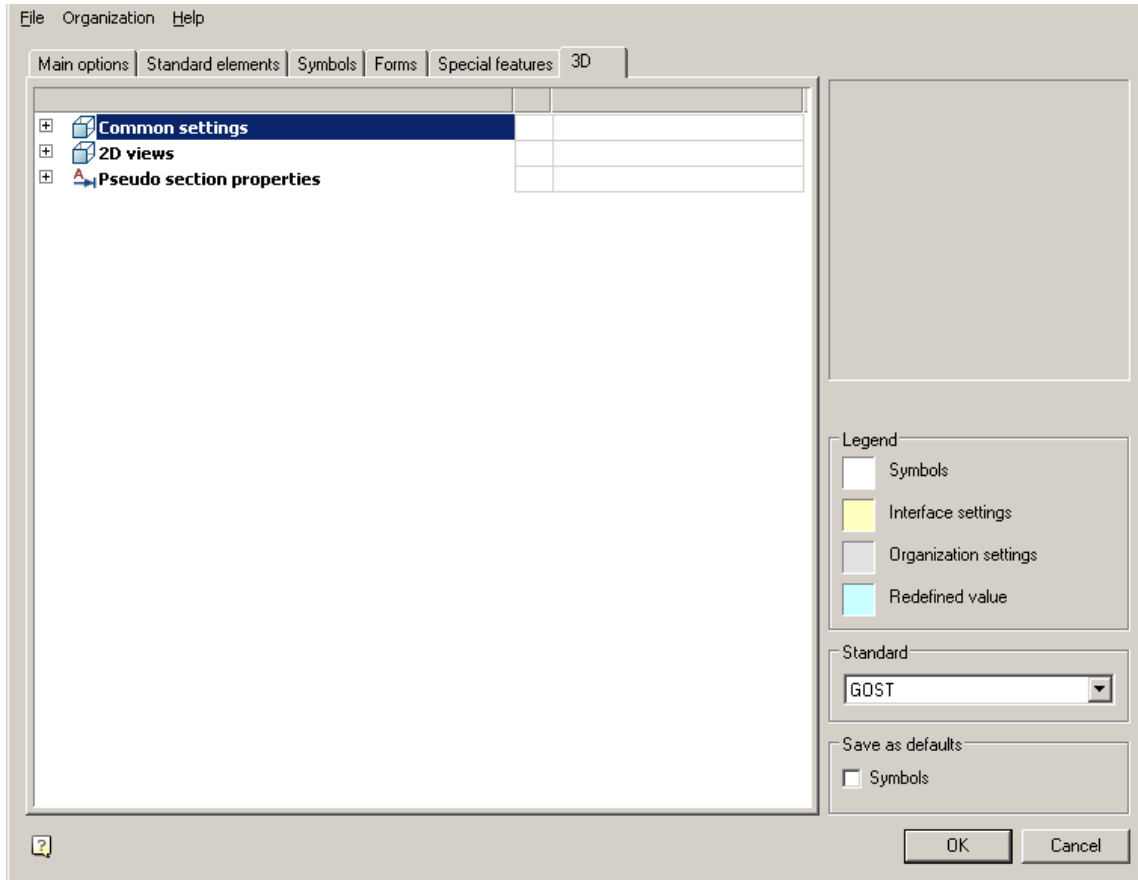 File Organization Help
Main options Standard elements Symbols Forms Special features 3D
Common settings
2D views
A Pseudo section properties
Legend
Symbols
Interface settings
Organization settings
Redefined value
Standard
GOST
Save as defaults
Symbols
? OK Cancel